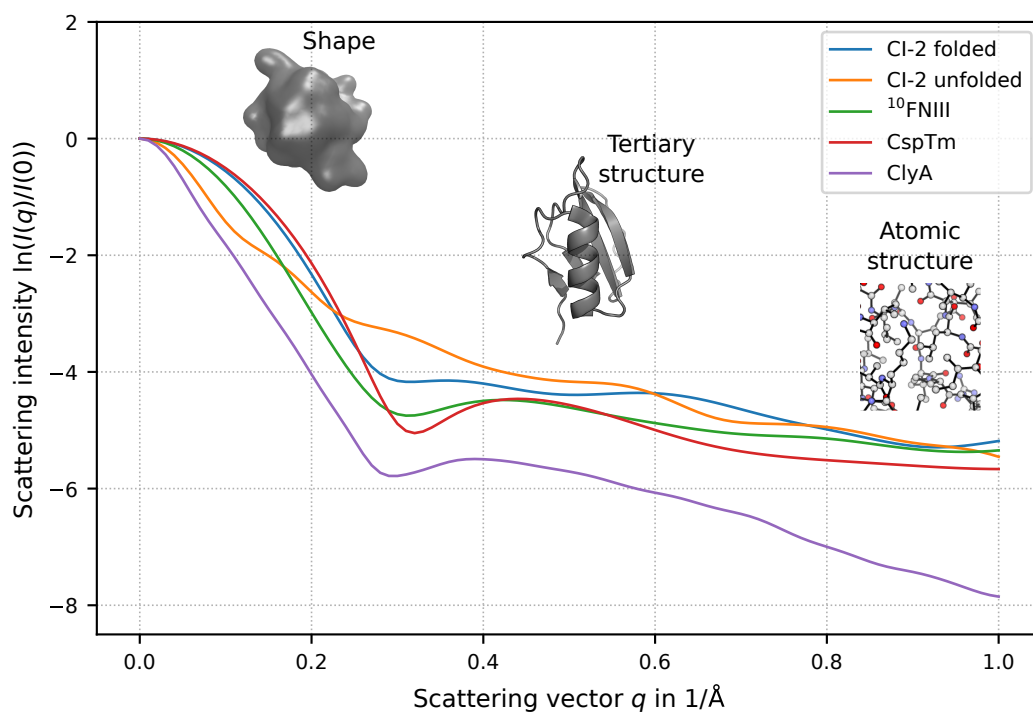 Shape
Tertiary
structure
Atomic
structure
CI-2 folded
CI-2 unfolded
¹⁰FNIII
CspTm
ClyA
2
0
−2
−4
−6
−8
Scattering intensity ln(I(q)/I(0))
0.0 0.2 0.4 0.6 0.8 1.0
Scattering vector q in 1/Å